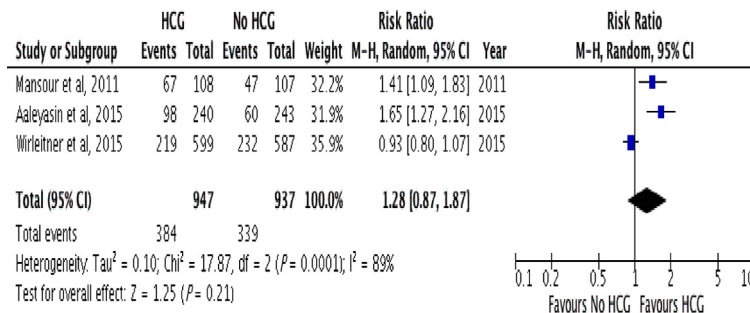 HCG No HCG Risk Ratio Risk Ratio
Study or Subgroup Events Total Events Total Weight M-H, Random, 95% CI Year M-H, Random, 95% CI
Mansour et al, 2011 67 108 47 107 32.2% 1.41 [1.09, 1.83] 2011
Aaleyasin et al, 2015 98 240 60 243 31.9% 1.65 [1.27, 2.16] 2015
Wirleitner et al, 2015 219 599 232 587 35.9% 0.93 [0.80, 1.07] 2015
Total (95% CI) 947 937 100.0% 1.28 [0.87, 1.87]
Total events 384 339
Heterogeneity: Tau² = 0.10; Chi² = 17.87, df = 2 (P = 0.0001); I² = 89%
Test for overall effect: Z = 1.25 (P = 0.21)
0.1 0.2 0.5 1 2 5 10
Favours No HCG Favours HCG